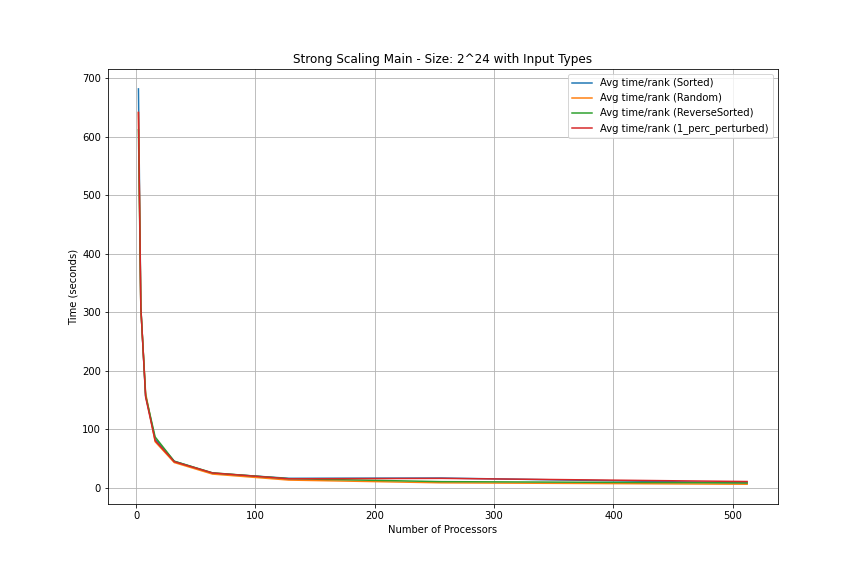 Strong Scaling Main - Size: 2^24 with Input Types
Avg time/rank (Sorted)
Avg time/rank (Random)
Avg time/rank (ReverseSorted)
Avg time/rank (1_perc_perturbed)
Time (seconds)
700
600
500
400
300
200
100
0
0 100 200 300 400 500
Number of Processors